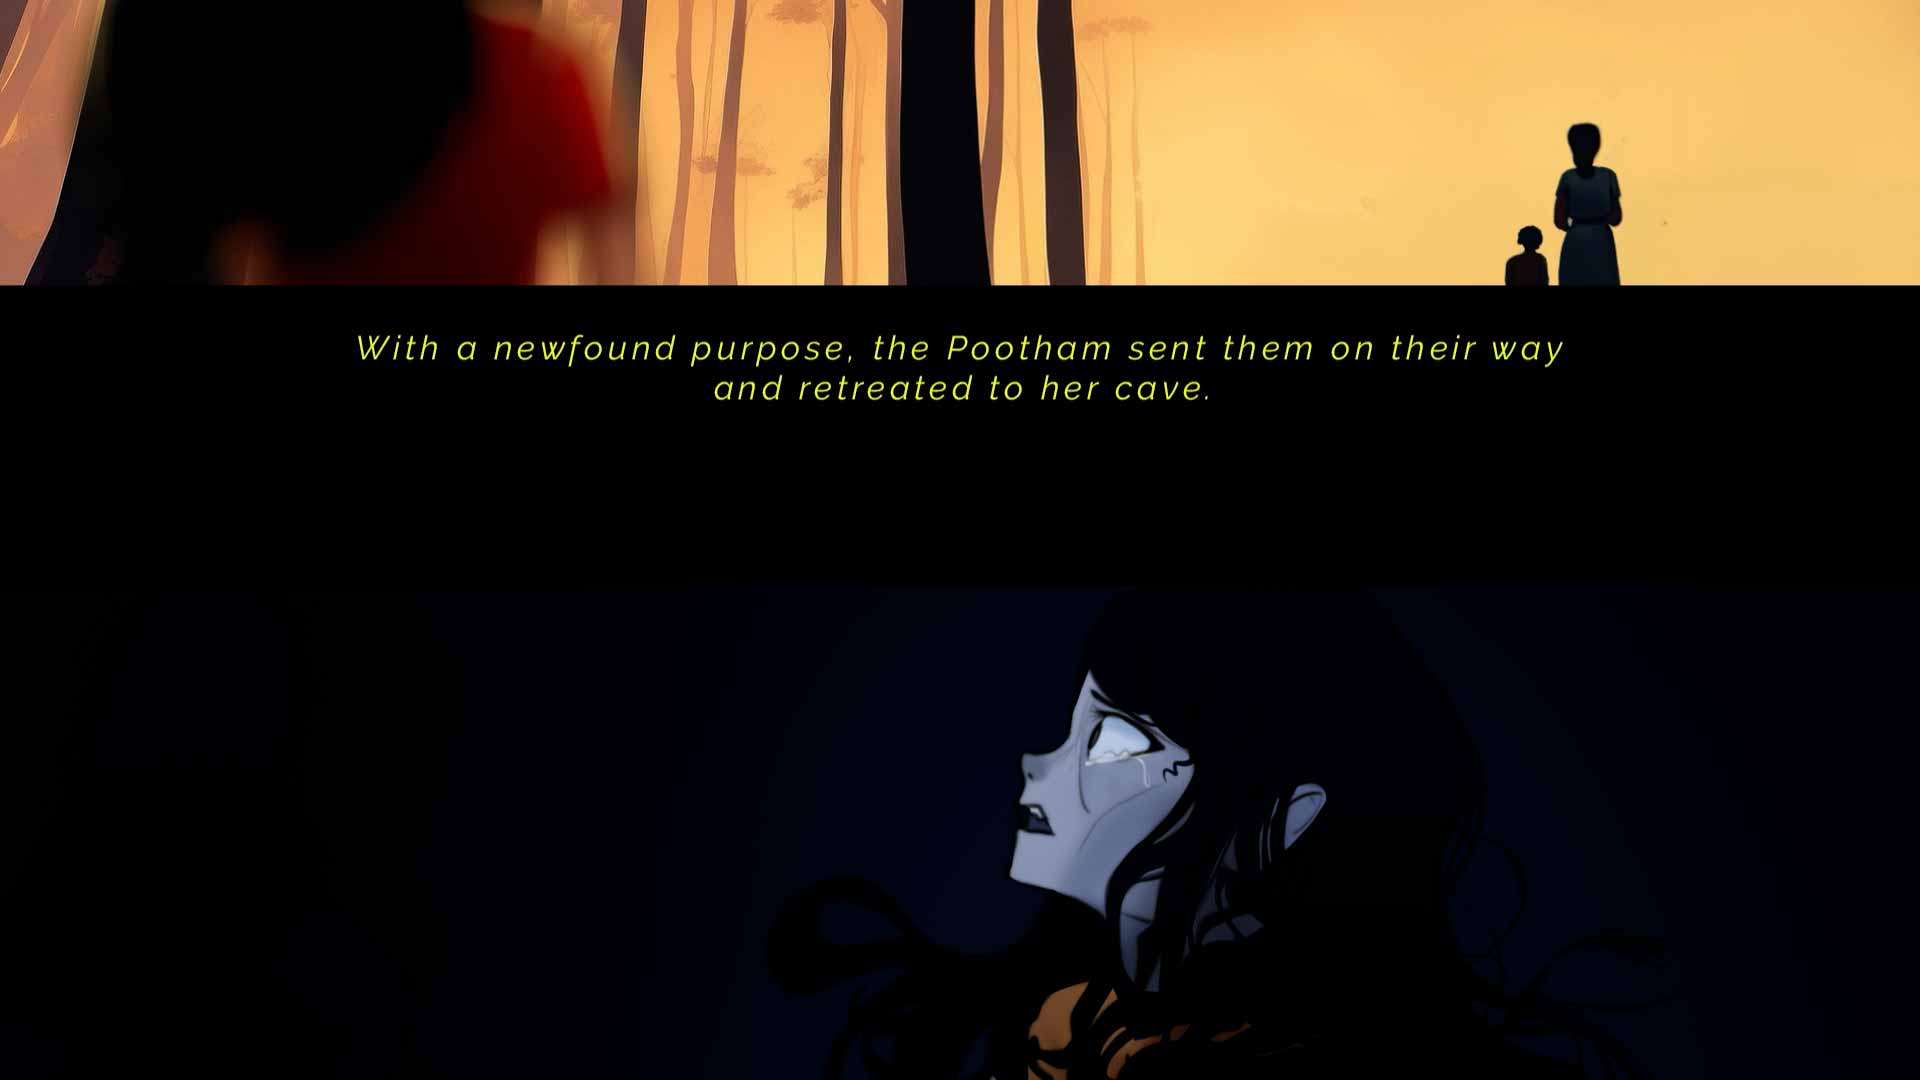 With a newfound purpose, the Pootham sent them on their way
and retreated to her cave.